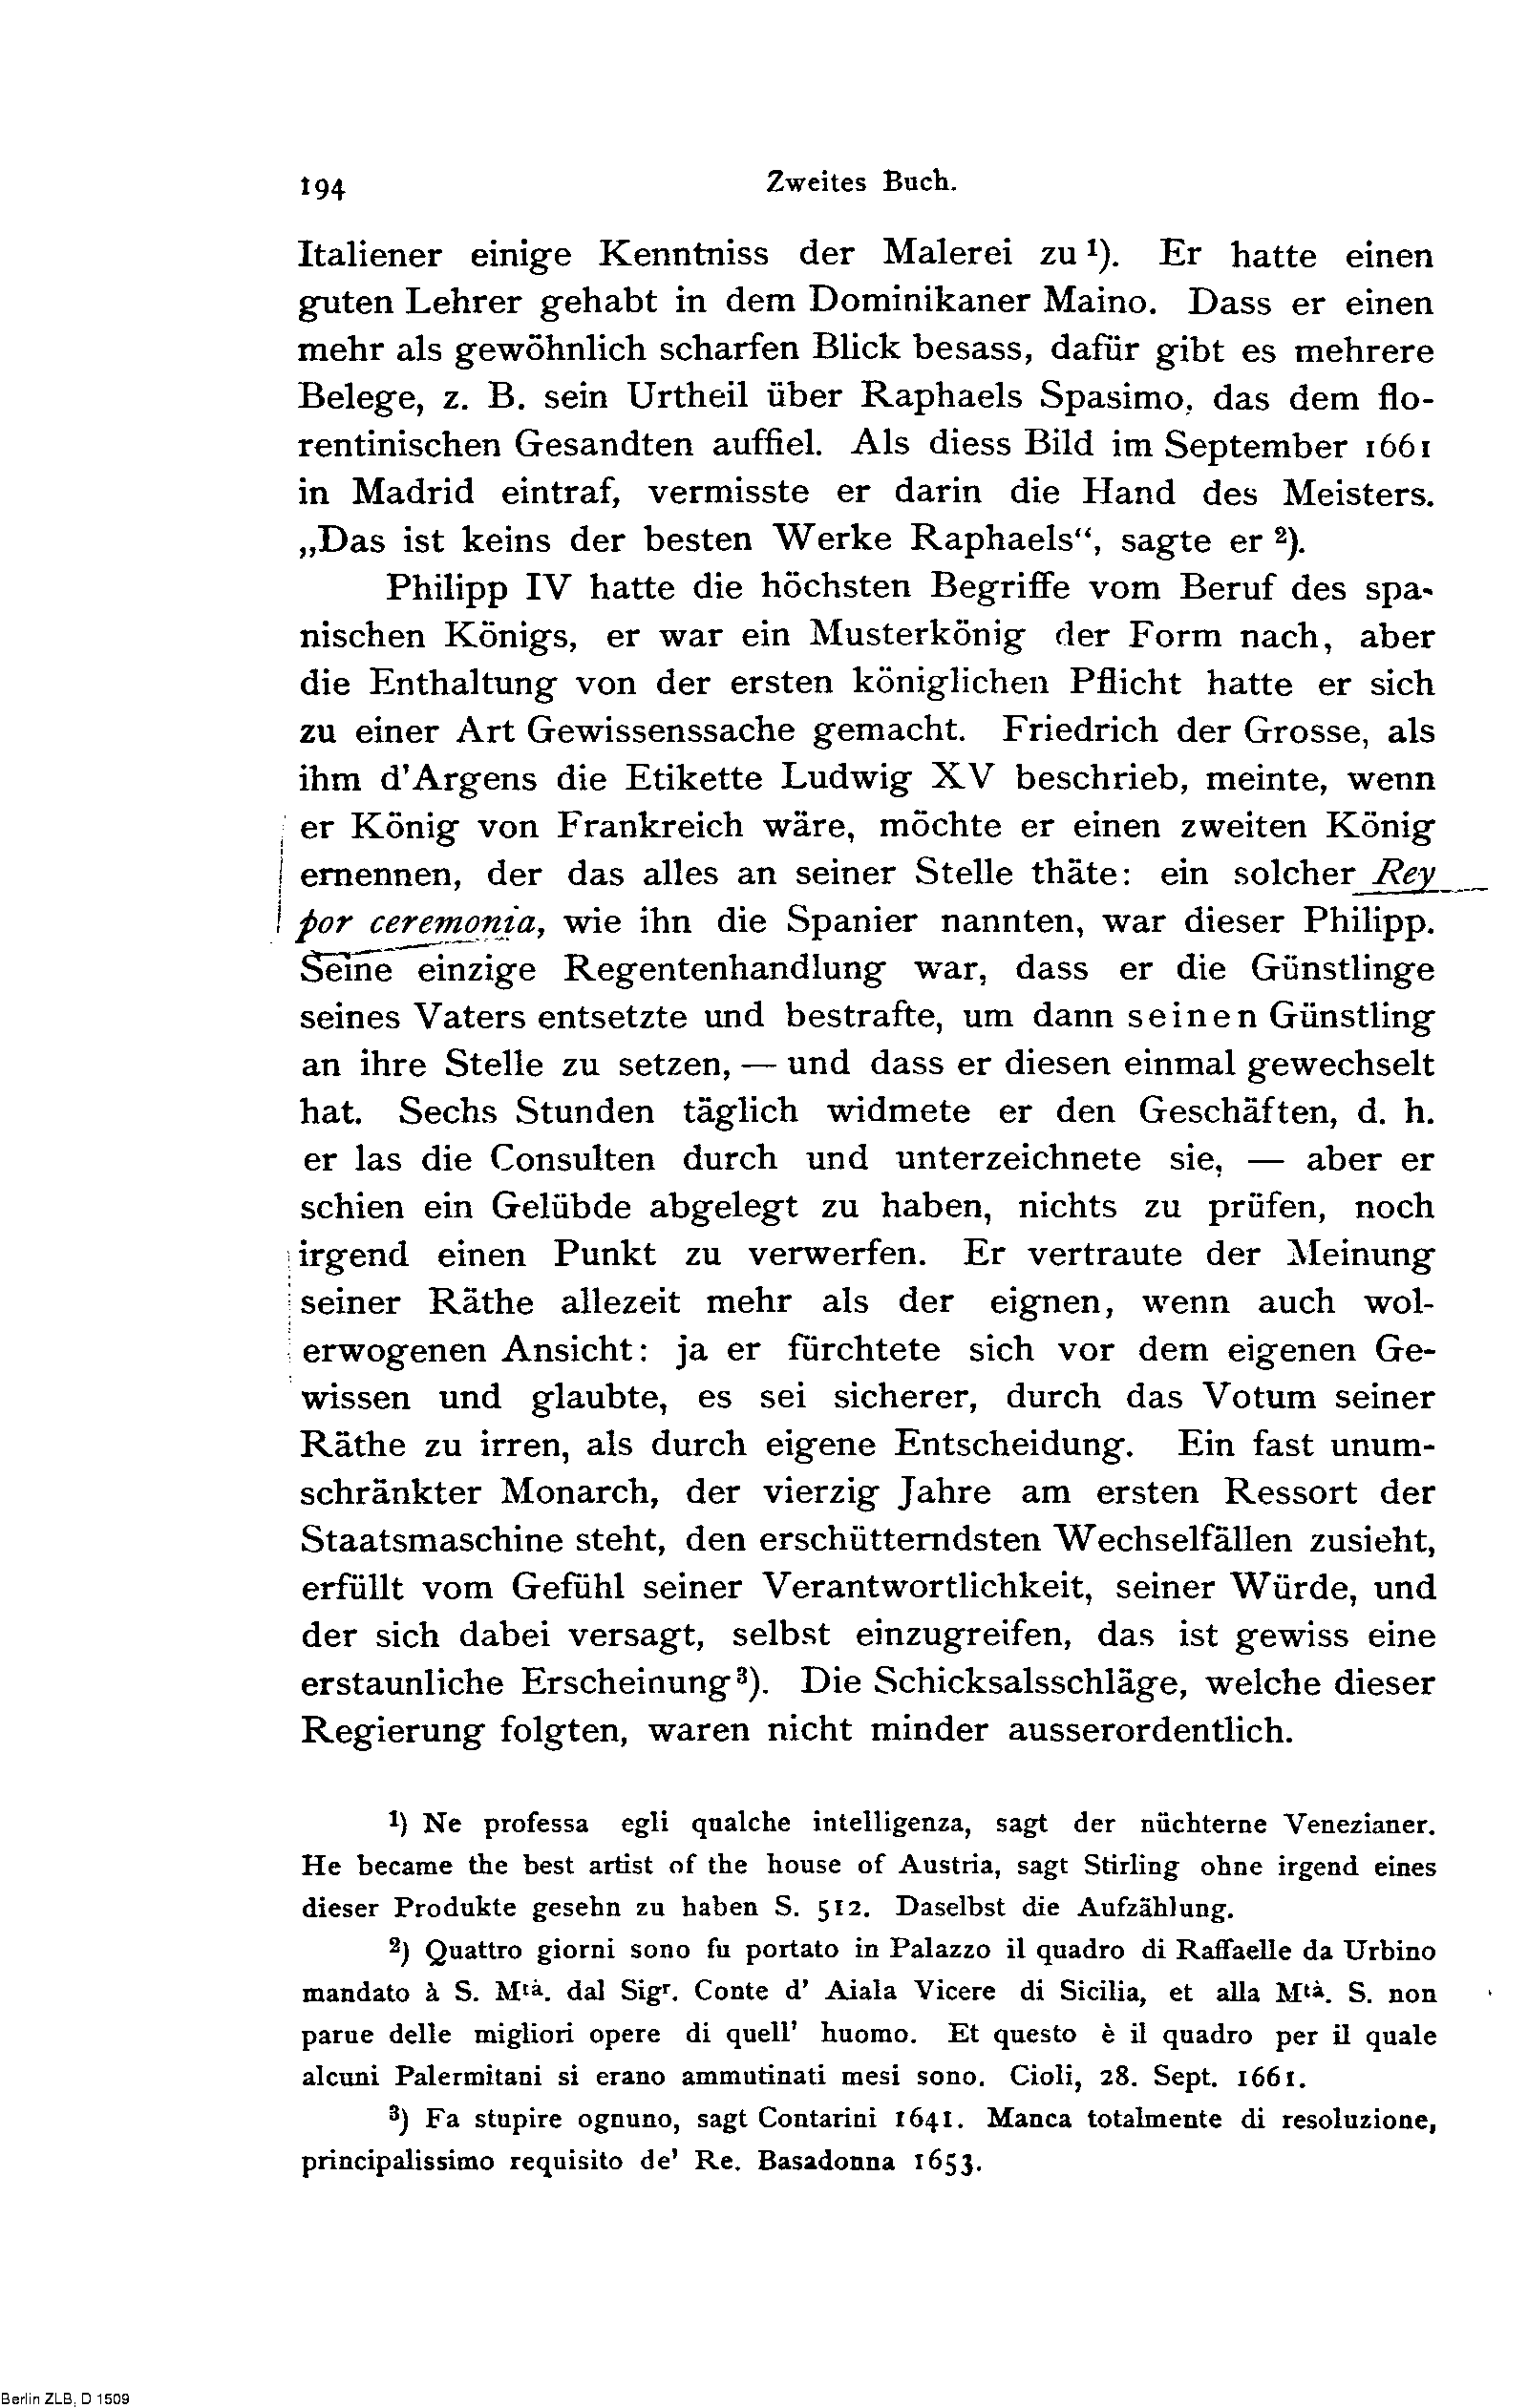 194
Zweites Buch.
Italiener einige Kenntniss der Malerei zu ¹). Er hatte einen
guten Lehrer gehabt in dem Dominikaner Maino. Dass er einen
mehr als gewöhnlich scharfen Blick besass, dafür gibt es mehrere
Belege, z. B. sein Urtheil über Raphaels Spasimo, das dem flo-
rentinischen Gesandten auffiel. Als diess Bild im September 1661
in Madrid eintraf, vermisste er darin die Hand des Meisters.
„Das ist keins der besten Werke Raphaels“, sagte er ²).
Philipp IV hatte die höchsten Begriffe vom Beruf des spa-
nischen Königs, er war ein Musterkönig der Form nach, aber
die Enthaltung von der ersten königlichen Pflicht hatte er sich
zu einer Art Gewissenssache gemacht. Friedrich der Grosse, als
ihm d'Argens die Etikette Ludwig XV beschrieb, meinte, wenn
er König von Frankreich wäre, möchte er einen zweiten König
ernennen, der das alles an seiner Stelle thäte: ein solcher Rey
por ceremonia, wie ihn die Spanier nannten, war dieser Philipp.
Seine einzige Regentenhandlung war, dass er die Günstlinge
seines Vaters entsetzte und bestrafte, um dann seinen Günstling
an ihre Stelle zu setzen, — und dass er diesen einmal gewechselt
hat. Sechs Stunden täglich widmete er den Geschäften, d. h.
er las die Consulten durch und unterzeichnete sie, — aber er
schien ein Gelübde abgelegt zu haben, nichts zu prüfen, noch
irgend einen Punkt zu verwerfen. Er vertraute der Meinung
seiner Räthe allezeit mehr als der eignen, wenn auch wol-
erwogenen Ansicht: ja er fürchtete sich vor dem eigenen Ge-
wissen und glaubte, es sei sicherer, durch das Votum seiner
Räthe zu irren, als durch eigene Entscheidung. Ein fast unum-
schränkter Monarch, der vierzig Jahre am ersten Ressort der
Staatsmaschine steht, den erschütterndsten Wechselfällen zusieht,
erfüllt vom Gefühl seiner Verantwortlichkeit, seiner Würde, und
der sich dabei versagt, selbst einzugreifen, das ist gewiss eine
erstaunliche Erscheinung ³). Die Schicksalsschläge, welche dieser
Regierung folgten, waren nicht minder ausserordentlich.
¹) Ne professa egli qualche intelligenza, sagt der nüchterne Venezianer.
He became the best artist of the house of Austria, sagt Stirling ohne irgend eines
dieser Produkte gesehn zu haben S. 512. Daselbst die Aufzählung.
²) Quattro giorni sono fu portato in Palazzo il quadro di Raffaelle da Urbino
mandato à S. Mtà. dal Sigr. Conte d' Aiala Vicere di Sicilia, et alla Mtà. S. non
parue delle migliori opere di quell' huomo. Et questo è il quadro per il quale
alcuni Palermitani si erano ammutinati mesi sono. Cioli, 28. Sept. 1661.
³) Fa stupire ognuno, sagt Contarini 1641. Manca totalmente di resoluzione,
principalissimo requisito de' Re. Basadonna 1653.
Berlin ZLB, D 1509